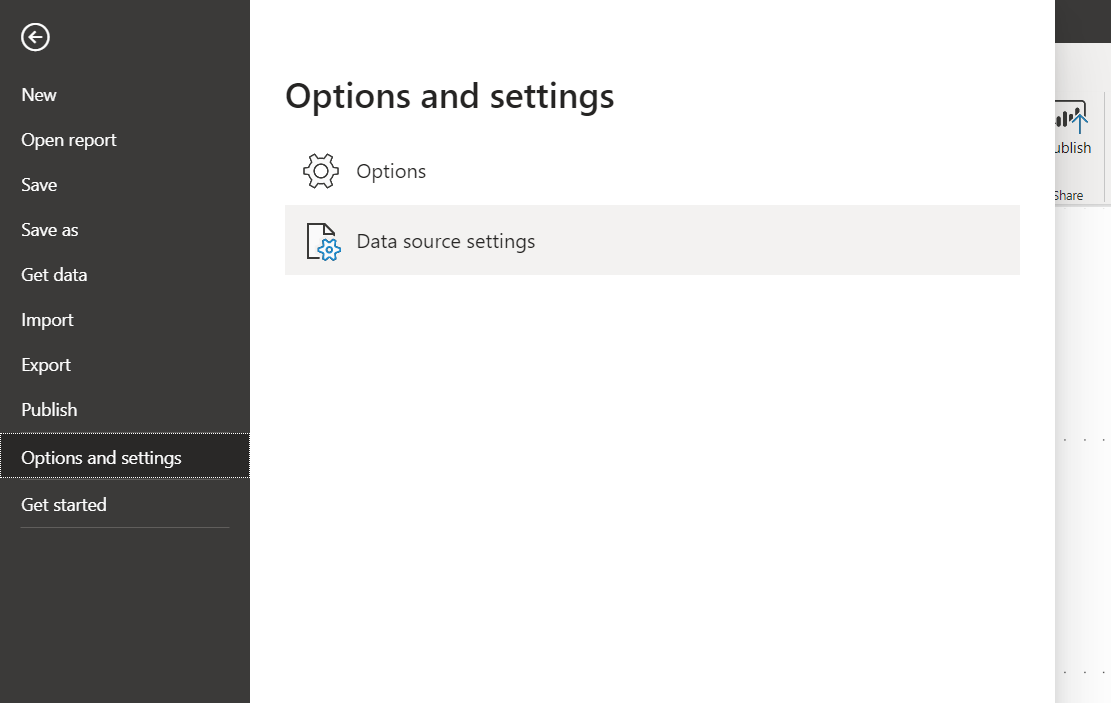 New
Open report
Save
Save as
Get data
Import
Export
Publish
Options and settings
Get started
Options and settings
Options
Data source settings
ublish
Share